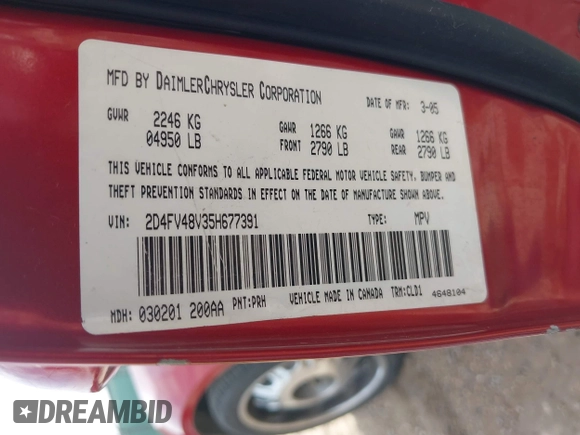 MFD BY DAIMLERCHRYSLER CORPORATION
DATE OF MFR: 3-05
GVWR 2246 KG 04950 LB
GAWR FRONT 1266 KG 2790 LB
GAWR REAR 1266 KG 2790 LB
THIS VEHICLE CONFORMS TO ALL APPLICABLE FEDERAL MOTOR VEHICLE SAFETY, BUMPER AND
THEFT PREVENTION STANDARDS IN EFFECT ON THE DATE OF MANUFACTURE SHOWN ABOVE.
VIN: 2D4FV48V35H677391 TYPE: MPV
VEHICLE MADE IN CANADA
MDH: 030201 200AA PNT:PRH TRM:CLD1
4648104
DREAMBID